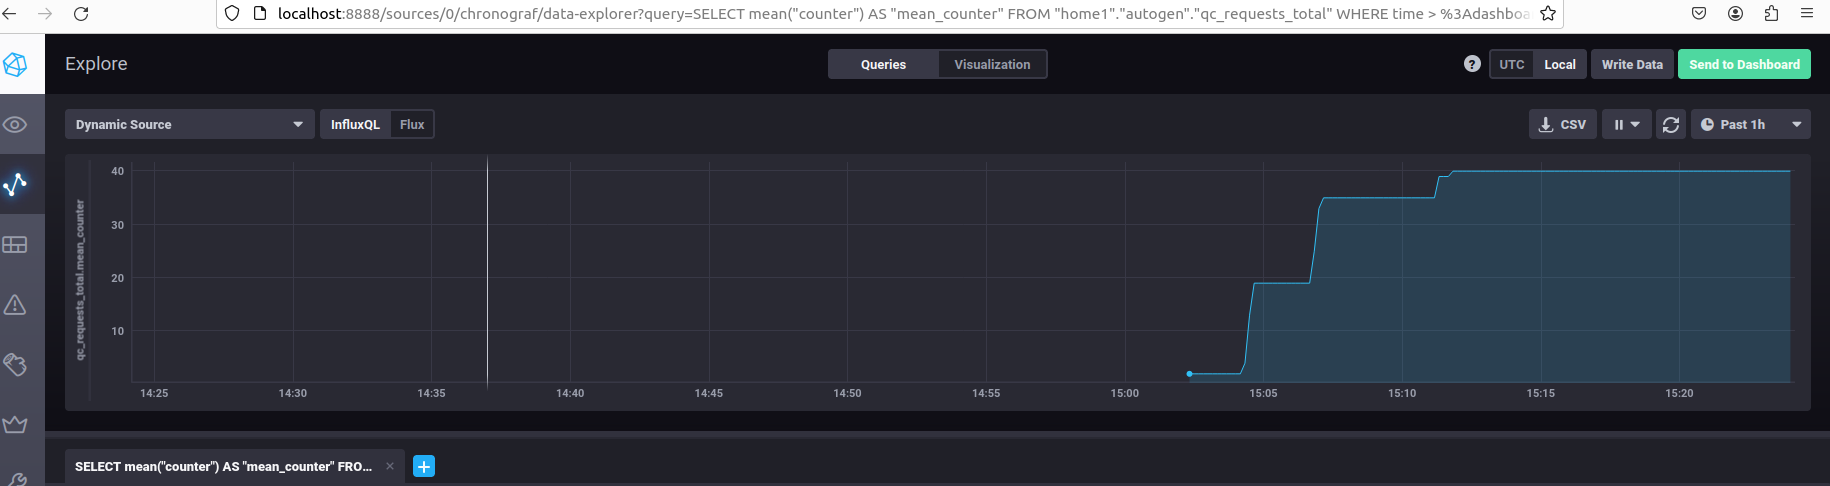 localhost:8888/sources/0/chronograf/data-explorer?query=SELECT mean("counter") AS "mean_counter" FROM "home1"."autogen"."qc_requests_total" WHERE time > %3Adashboa
Explore
Queries
Visualization
?
UTC
Local
Write Data
Send to Dashboard
Dynamic Source
InfluxQL
Flux
CSV
Past 1h
qc_requests_total.mean_counter
40
30
20
10
14:25
14:30
14:35
14:40
14:45
14:50
14:55
15:00
15:05
15:10
15:15
15:20
SELECT mean("counter") AS "mean_counter" FRO...